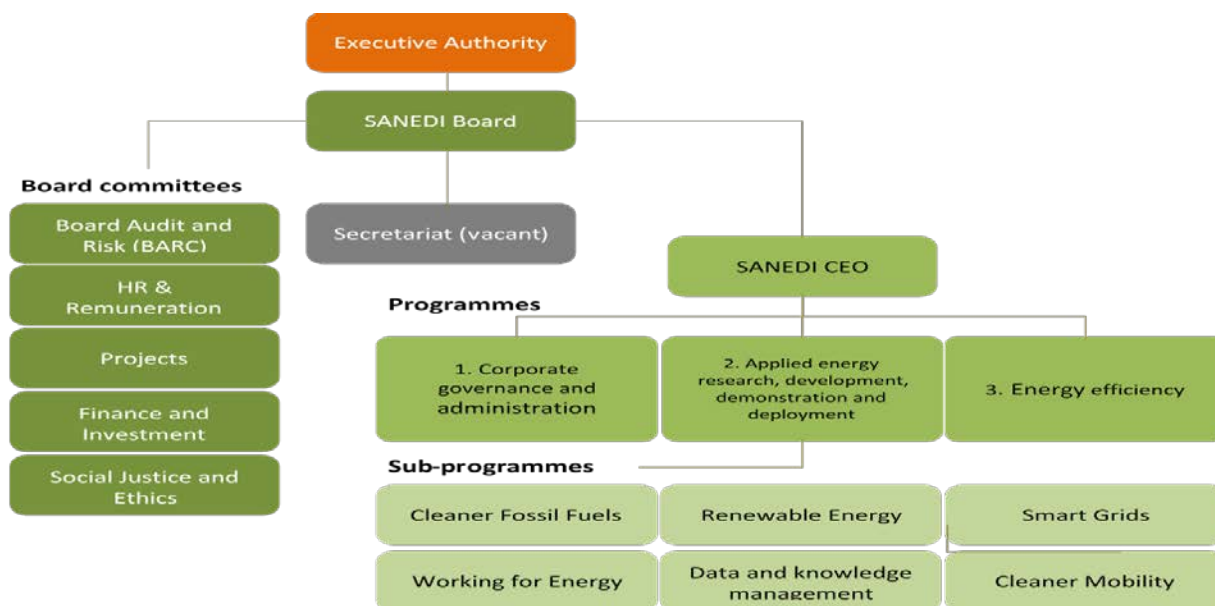 Executive Authority
SANEDI Board
Board committees
Board Audit and
Risk (BARC)
HR &
Remuneration
Projects
Finance and
Investment
Social Justice and
Ethics
Secretariat (vacant)
SANEDI CEO
Programmes
1. Corporate
governance and
administration
2. Applied energy
research, development,
demonstration and
deployment
3. Energy efficiency
Sub-programmes
Cleaner Fossil Fuels
Renewable Energy
Smart Grids
Working for Energy
Data and knowledge
management
Cleaner Mobility